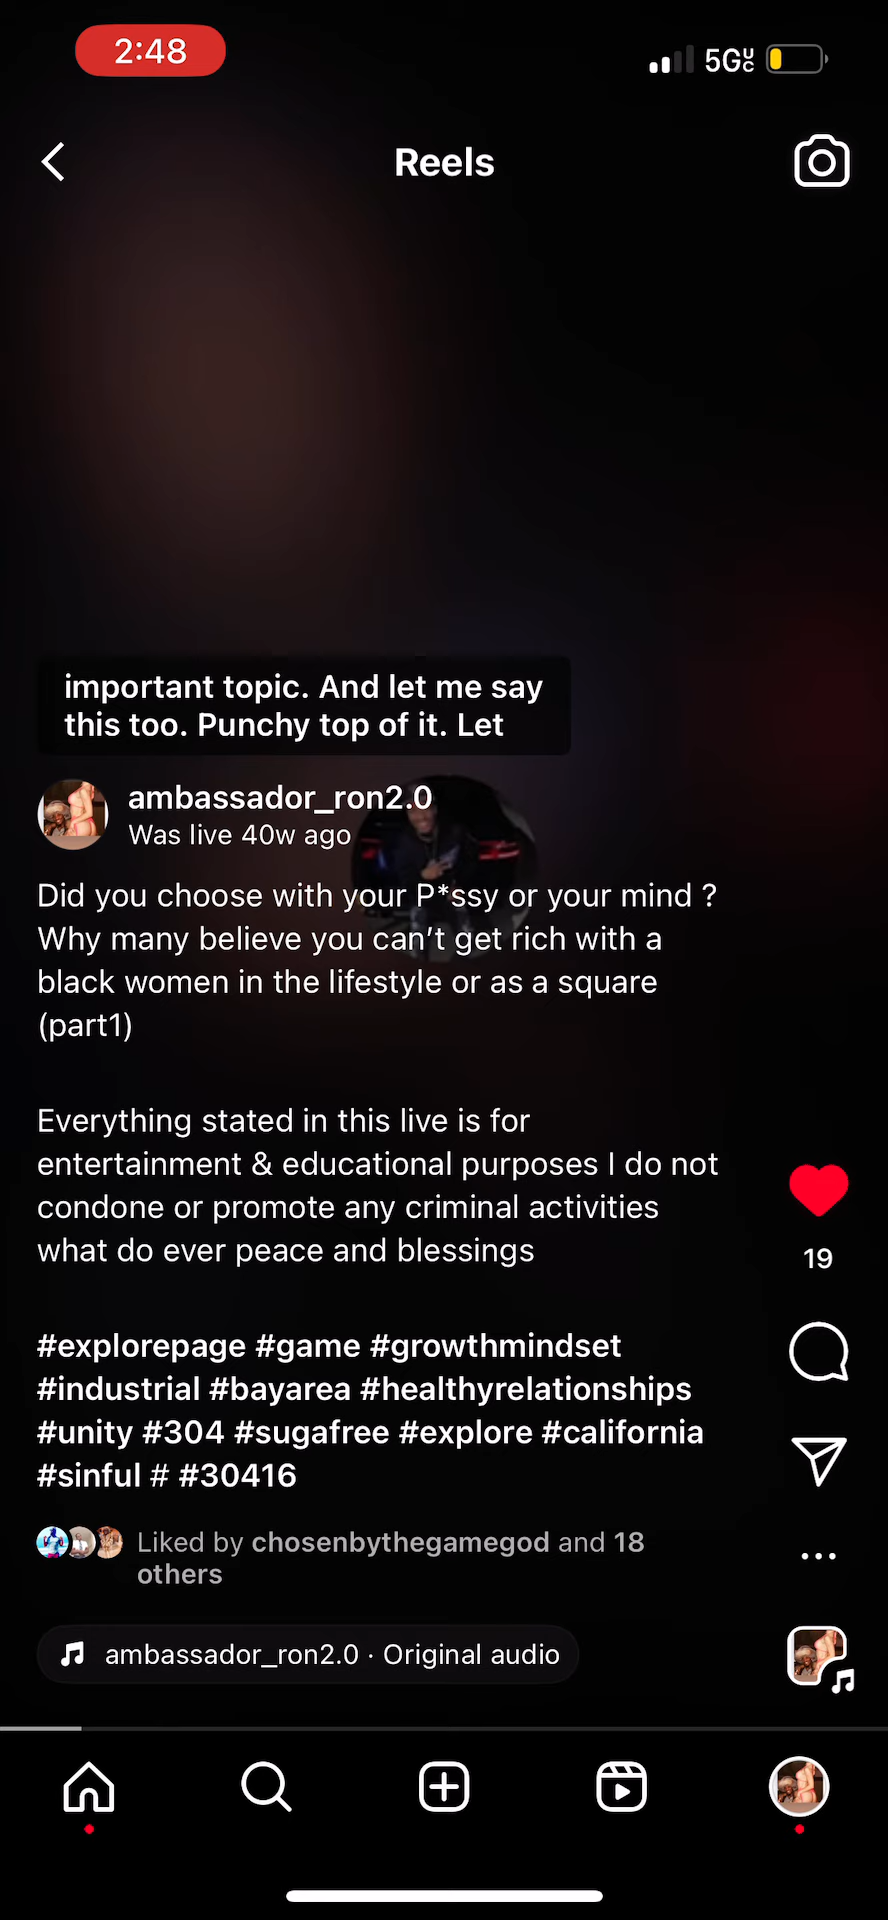 2:48
5GUC
Reels
important topic. And let me say
this too. Punchy top of it. Let
ambassador_ron2.0
Was live 40w ago
Did you choose with your P*ssy or your mind ?
Why many believe you can’t get rich with a
black women in the lifestyle or as a square
(part1)
Everything stated in this live is for
entertainment & educational purposes I do not
condone or promote any criminal activities
what do ever peace and blessings
#explorepage #game #growthmindset
#industrial #bayarea #healthyrelationships
#unity #304 #sugafree #explore #california
#sinful # #30416
19
Liked by chosenbythegamegod and 18
others
ambassador_ron2.0 · Original audio